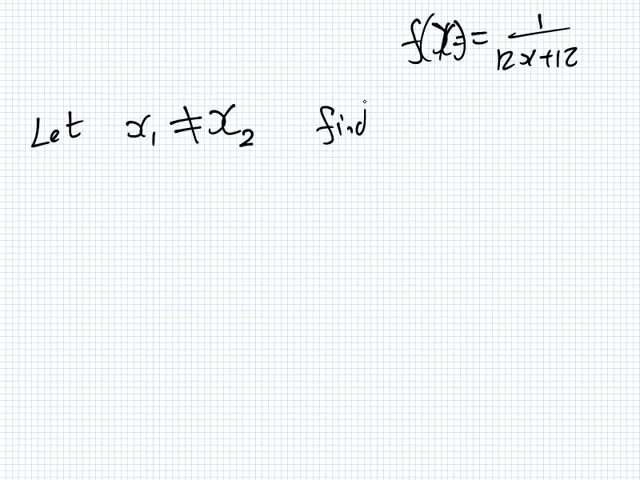 f(x) = 1/(12x+12)
Let x₁ ≠ x₂ find